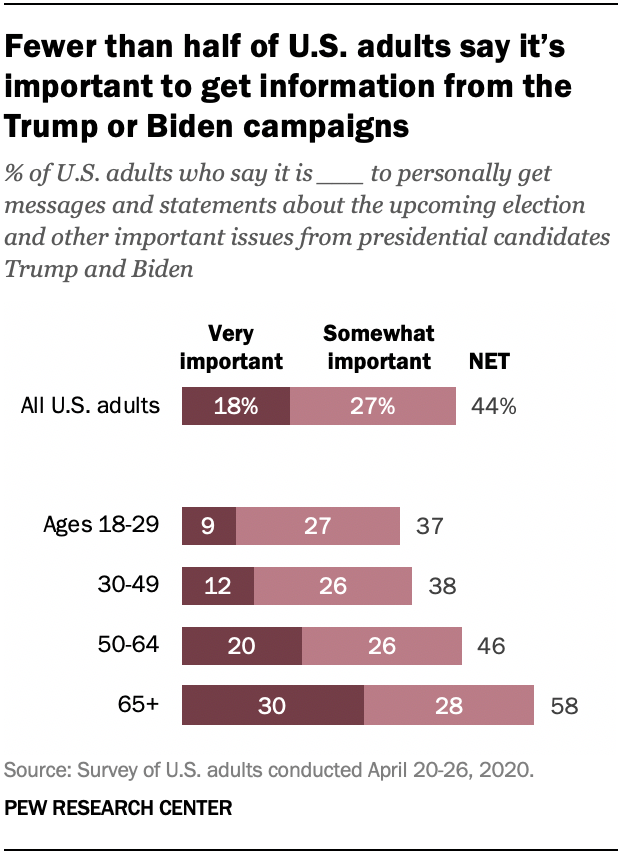 Fewer than half of U.S. adults say it’s
important to get information from the
Trump or Biden campaigns
% of U.S. adults who say it is ___ to personally get
messages and statements about the upcoming election
and other important issues from presidential candidates
Trump and Biden
Very important Somewhat important NET
All U.S. adults 18% 27% 44%
Ages 18-29 9 27 37
30-49 12 26 38
50-64 20 26 46
65+ 30 28 58
Source: Survey of U.S. adults conducted April 20-26, 2020.
PEW RESEARCH CENTER